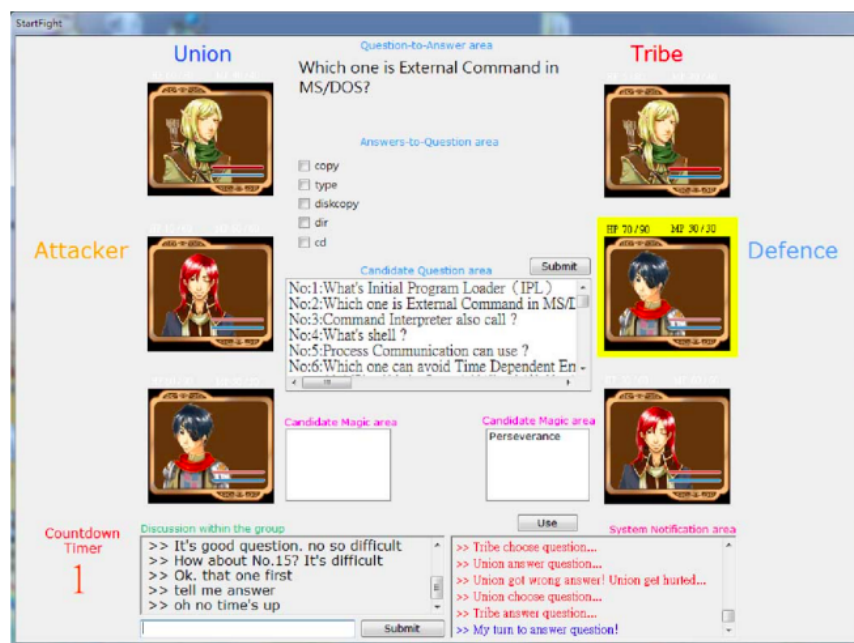 StartFight
Union
Question-to-Answer area
Tribe
Which one is External Command in
MS/DOS?
Answers-to-Question area
copy
type
diskcopy
dir
cd
Attacker
HP 70/90 MP 30/30
Defence
Candidate Question area
Submit
No:1:What's Initial Program Loader（IPL）
No:2:Which one is External Command in MS/D
No:3:Command Interpreter also call ?
No:4:What's shell ?
No:5:Process Communication can use ?
No:6:Which one can avoid Time Dependent Err
Candidate Magic area
Candidate Magic area
Perseverance
Use
Countdown
Timer
1
Discussion within the group
>> It's good question. no so difficult
>> How about No.15? It's difficult
>> Ok. that one first
>> tell me answer
>> oh no time's up
Submit
System Notification area
>> Tribe choose question...
>> Union answer question...
>> Union got wrong answer! Union get hurted...
>> Union choose question...
>> Tribe answer question...
>> My turn to answer question!